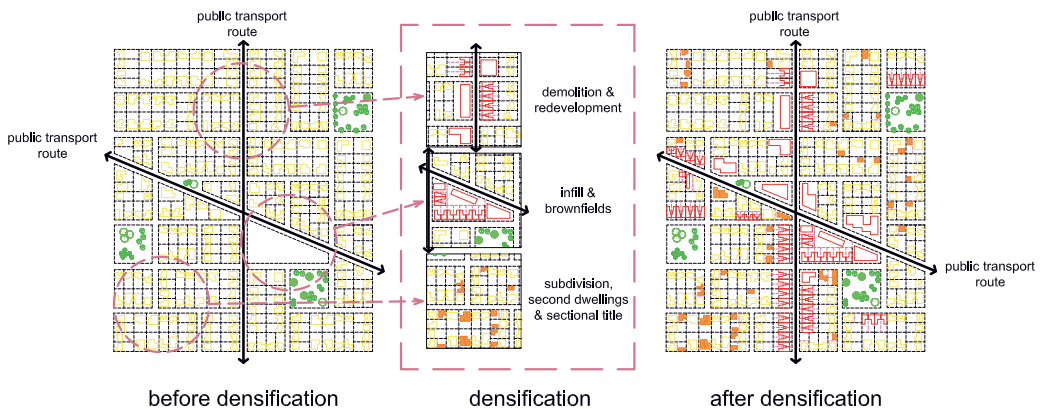 public transport
route
public transport
route
before densification
demolition &
redevelopment
infill &
brownfields
subdivision,
second dwellings
& sectional title
densification
public transport
route
public transport
route
after densification